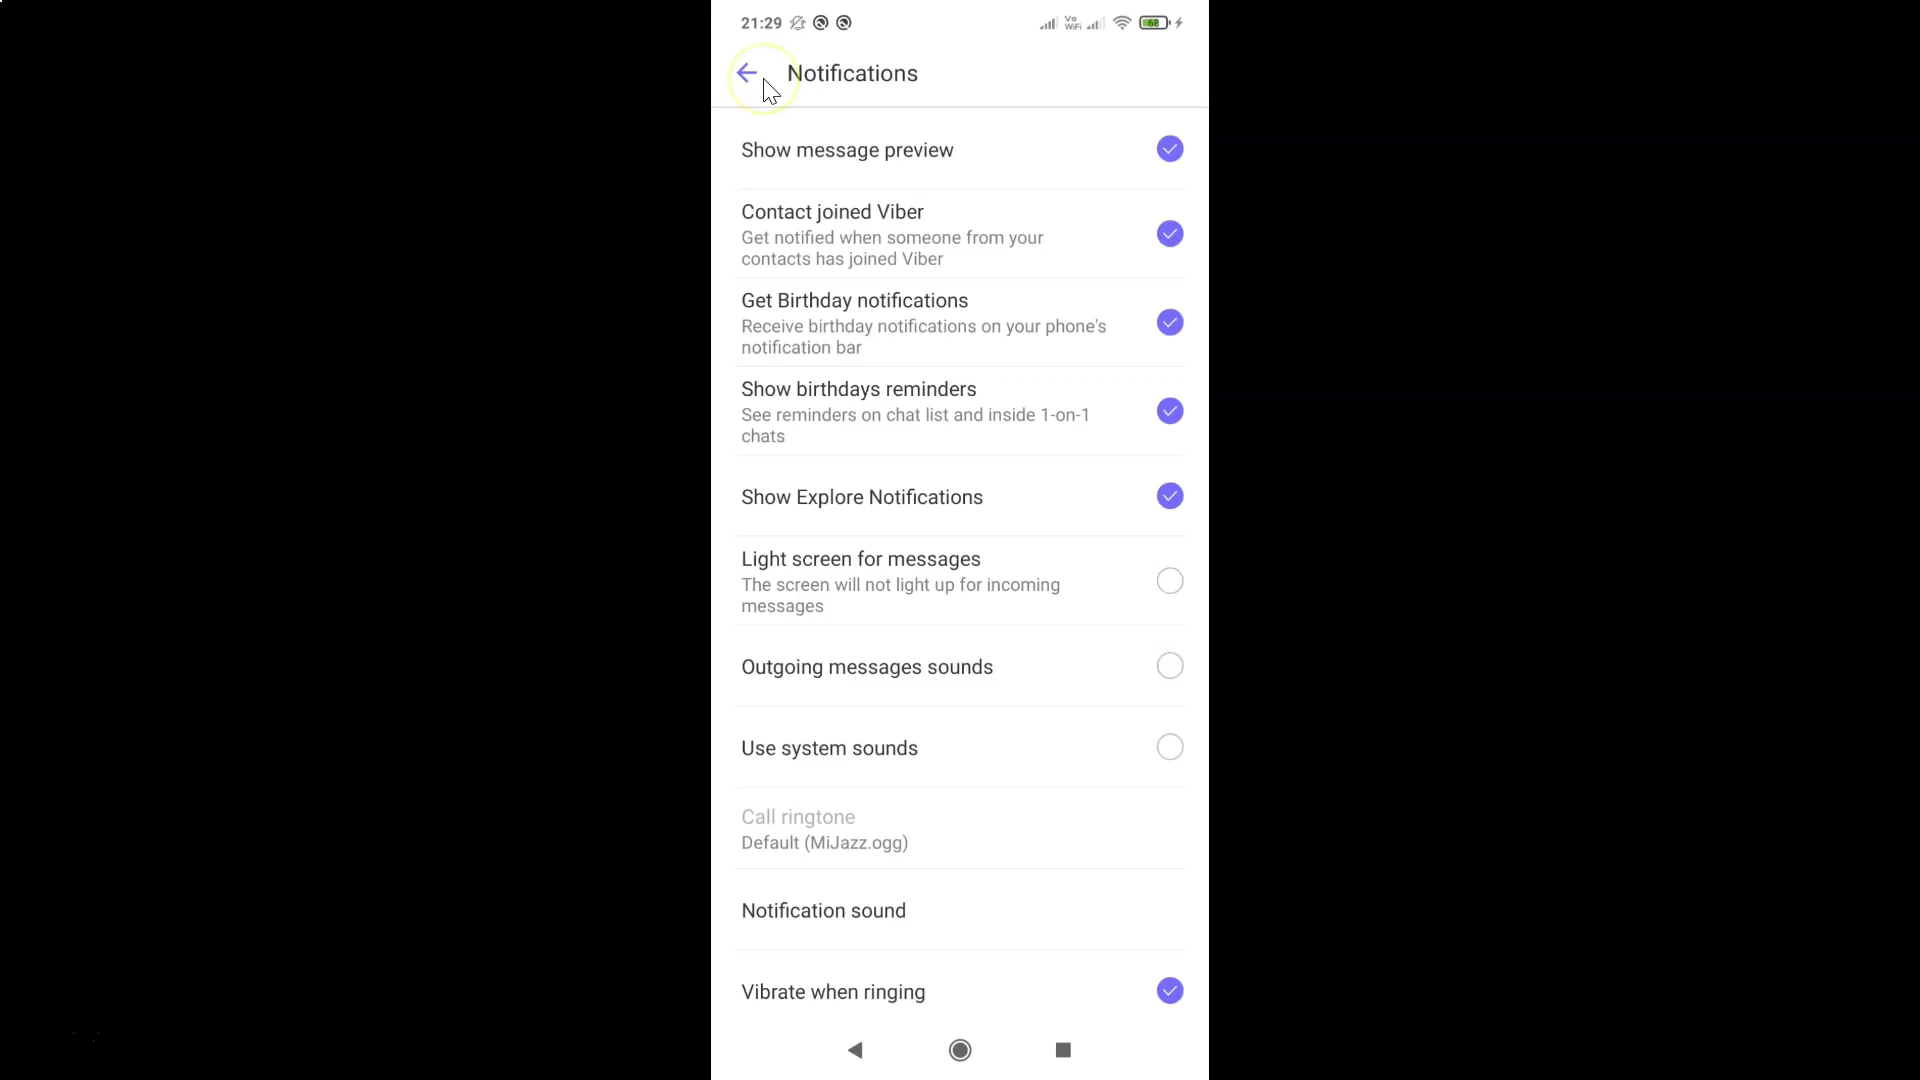 21:29
Vo
WiFi
68
Notifications
Show message preview
Contact joined Viber
Get notified when someone from your
contacts has joined Viber
Get Birthday notifications
Receive birthday notifications on your phone's
notification bar
Show birthdays reminders
See reminders on chat list and inside 1-on-1
chats
Show Explore Notifications
Light screen for messages
The screen will not light up for incoming
messages
Outgoing messages sounds
Use system sounds
Call ringtone
Default (MiJazz.ogg)
Notification sound
Vibrate when ringing